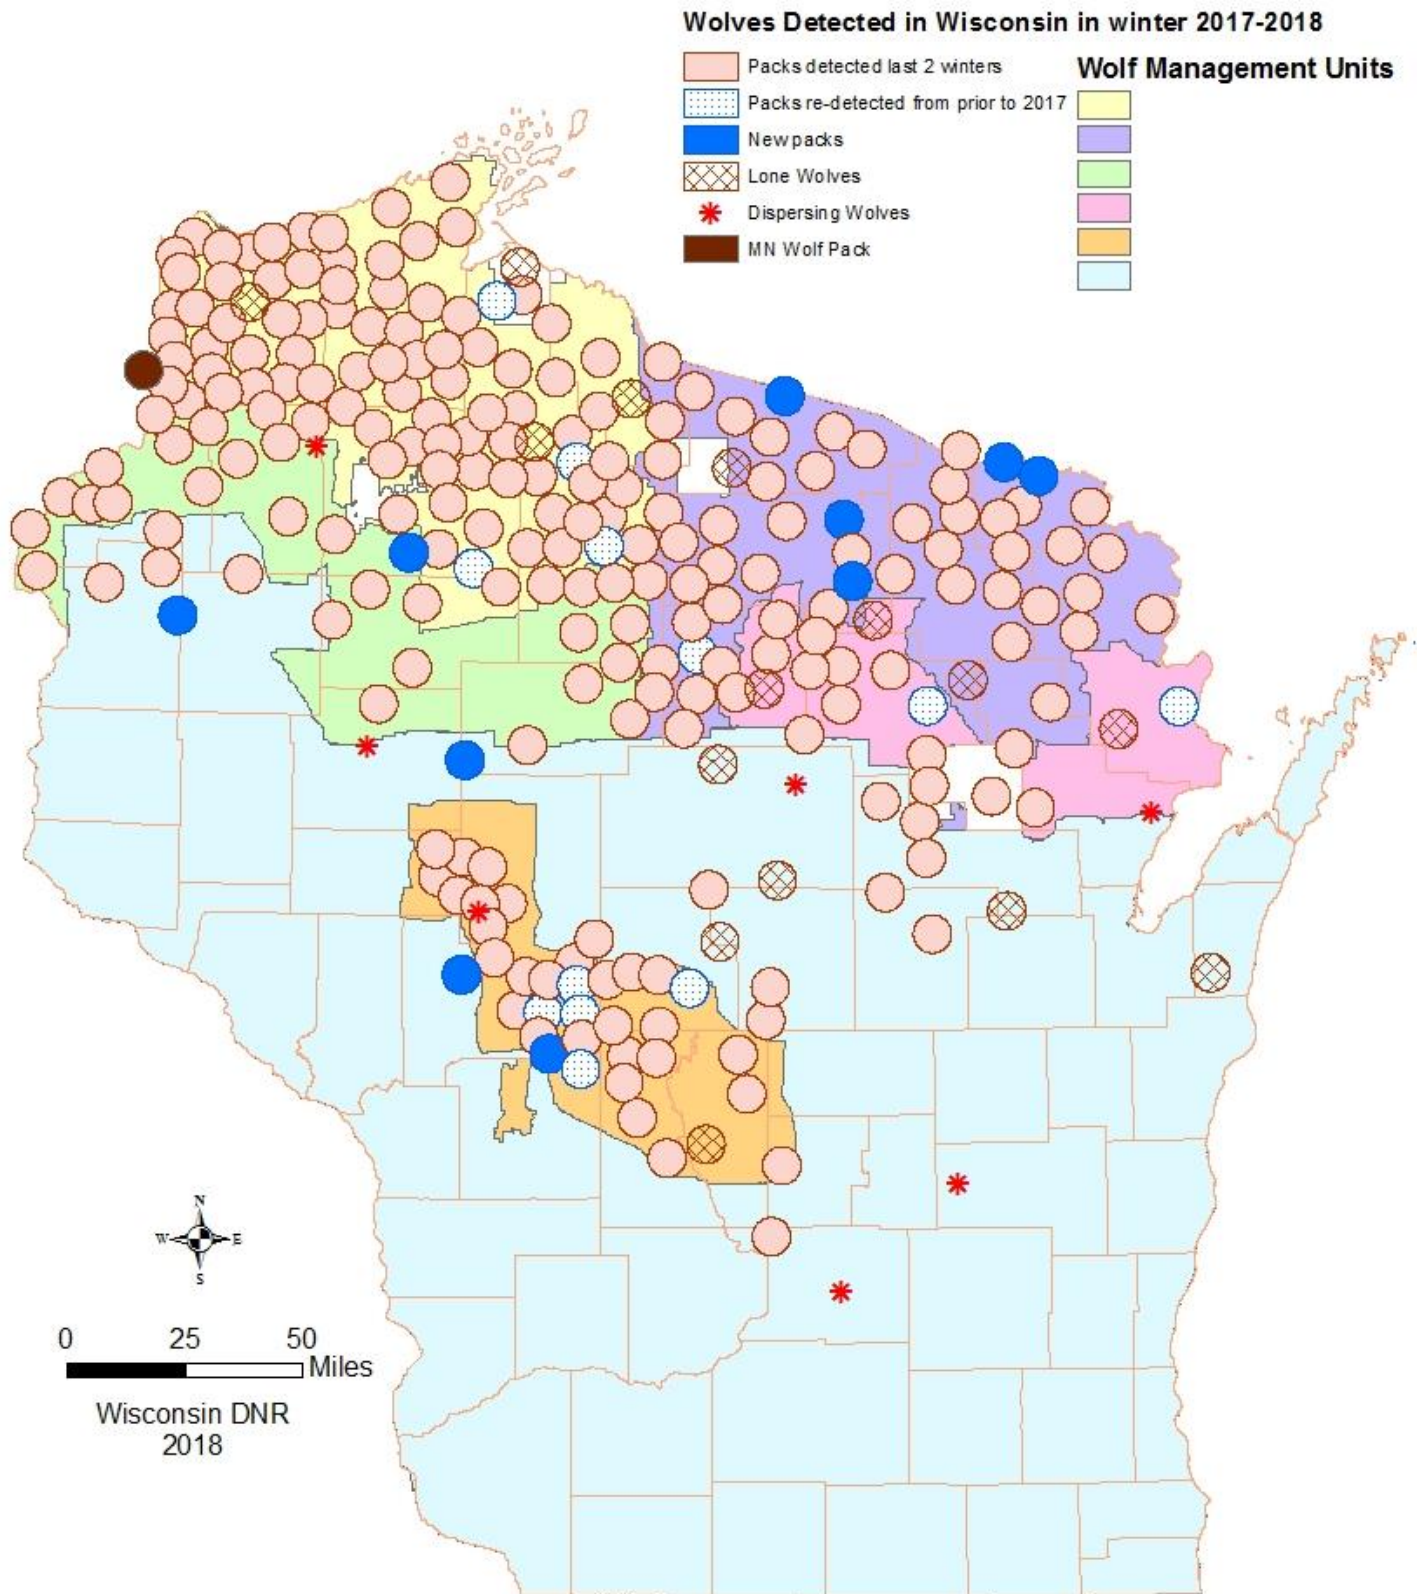 Wolves Detected in Wisconsin in winter 2017-2018
Packs detected last 2 winters
Packs re-detected from prior to 2017
New packs
Lone Wolves
Dispersing Wolves
MN Wolf Pack
Wolf Management Units
N
W E
S
0 25 50
Miles
Wisconsin DNR
2018